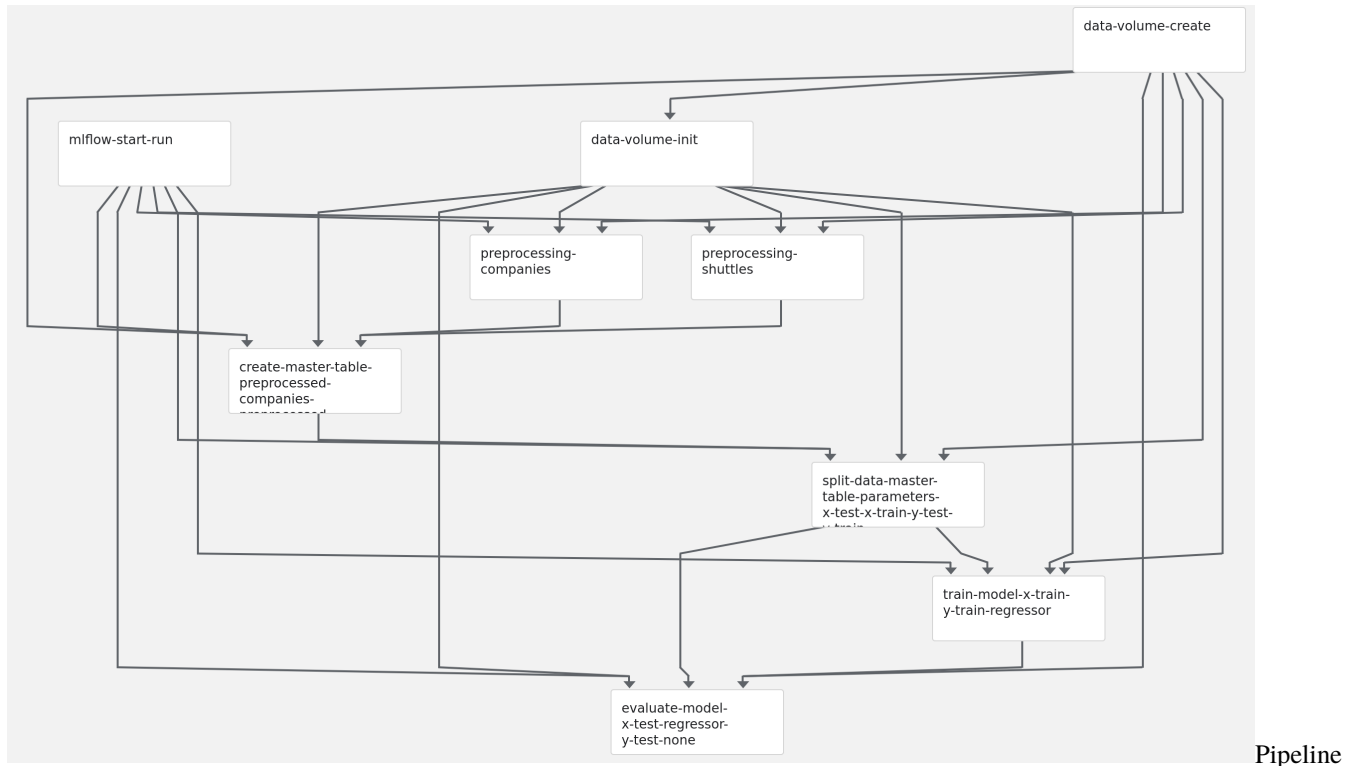 data-volume-create
mlflow-start-run
data-volume-init
preprocessing-
companies
preprocessing-
shuttles
create-master-table-
preprocessed-
companies-
preprocessed
split-data-master-
table-parameters-
x-test-x-train-y-test-
y-train
train-model-x-train-
y-train-regressor
evaluate-model-
x-test-regressor-
y-test-none
Pipeline